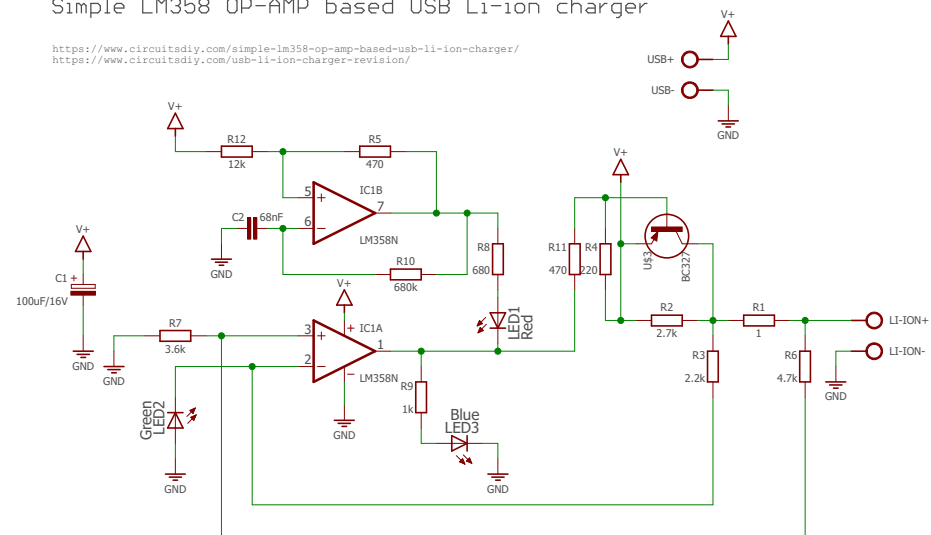 Simple LM358 OP-AMP based USB Li-ion charger
https://www.circuitsdiy.com/simple-lm358-op-amp-based-usb-li-ion-charger/
https://www.circuitsdiy.com/usb-li-ion-charger-revision/
V+
USB+
USB-
GND
V+
R12
12k
R5
470
V+
5
+
IC1B
7
6
−
LM358N
C2
68nF
GND
R10
680k
R8
680
R11
470
R4
220
U$3
BC327
V+
C1
+
100uF/16V
GND
V+
LED1
Red
R7
3.6k
GND
3
+
+
IC1A
1
2
−
−
LM358N
GND
R2
2.7k
R1
1
LI-ION+
LI-ION-
GND
R3
2.2k
R6
4.7k
R9
1k
Green
LED2
GND
Blue
LED3
GND